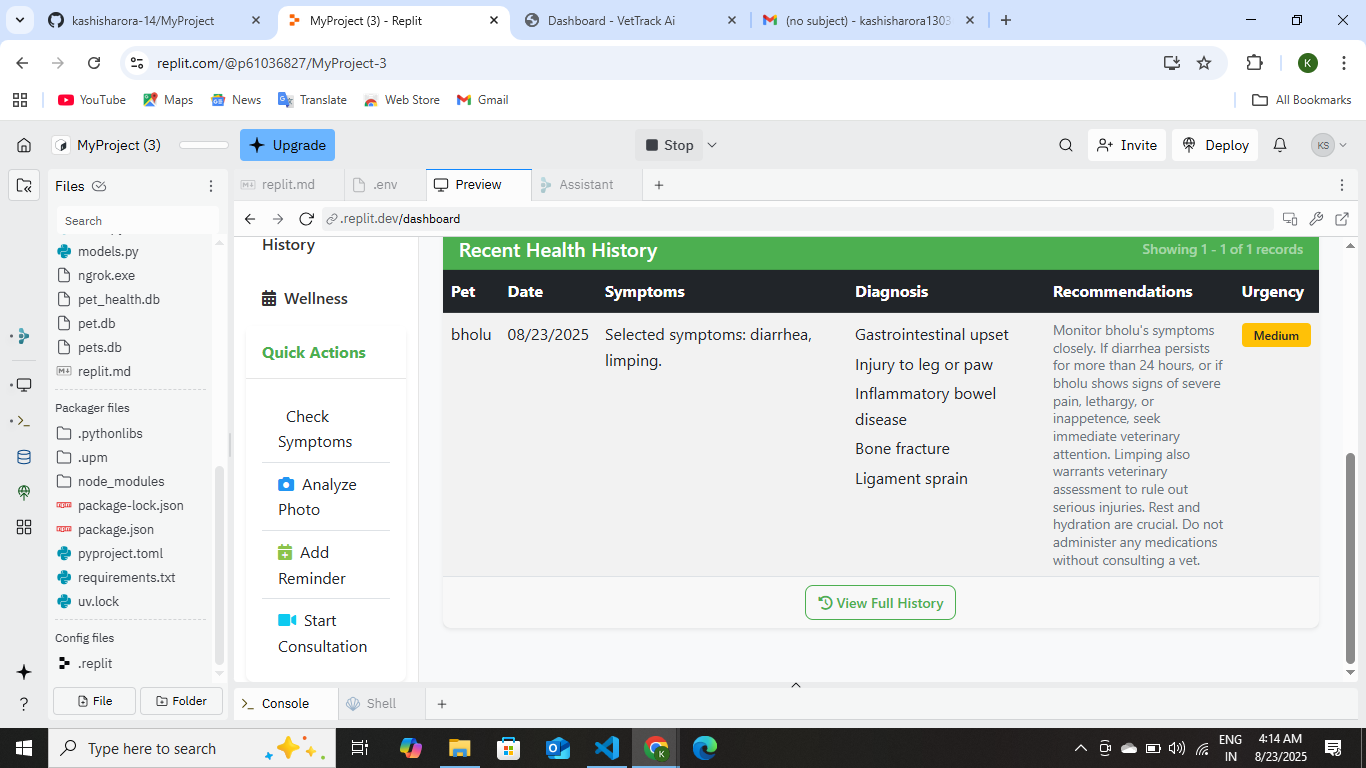 kashisharora-14/MyProject
MyProject (3) - Replit
Dashboard - VetTrack Ai
(no subject) - kashisharora130
replit.com/@p61036827/MyProject-3
K
YouTube
Maps
News
Translate
Web Store
Gmail
All Bookmarks
MyProject (3)
Upgrade
Stop
Invite
Deploy
KS
Files
Search
models.py
ngrok.exe
pet_health.db
pet.db
pets.db
replit.md
Packager files
.pythonlibs
.upm
node_modules
package-lock.json
package.json
pyproject.toml
requirements.txt
uv.lock
Config files
.replit
File
Folder
replit.md
.env
Preview
Assistant
.replit.dev/dashboard
History
Wellness
Quick Actions
Check
Symptoms
Analyze
Photo
Add
Reminder
Start
Consultation
Recent Health History
Showing 1 - 1 of 1 records
Pet Date Symptoms Diagnosis Recommendations Urgency
bholu
08/23/2025
Selected symptoms: diarrhea,
limping.
Gastrointestinal upset
Injury to leg or paw
Inflammatory bowel
disease
Bone fracture
Ligament sprain
Monitor bholu's symptoms
closely. If diarrhea persists
for more than 24 hours, or if
bholu shows signs of severe
pain, lethargy, or
inappetence, seek
immediate veterinary
attention. Limping also
warrants veterinary
assessment to rule out
serious injuries. Rest and
hydration are crucial. Do not
administer any medications
without consulting a vet.
Medium
View Full History
Console
Shell
Type here to search
ENG
IN
4:14 AM
8/23/2025